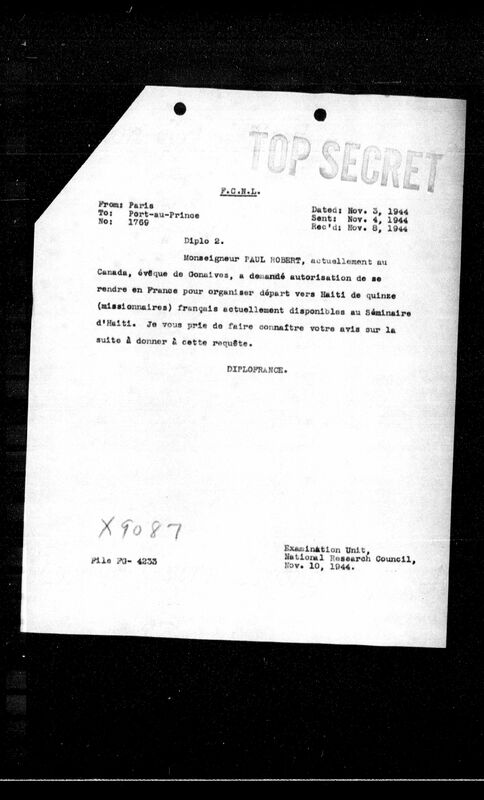 TOP SECRET
F.C.N.L.
From: Paris
To: Port-au-Prince
No: 1769
Dated: Nov. 3, 1944
Sent: Nov. 4, 1944
Rec'd: Nov. 8, 1944
Diplo 2.
Monseigneur PAUL ROBERT, actuellement au
Canada, évêque de Gonaives, a demandé autorisation de se
rendre en France pour organiser départ vers Haiti de quinze
(missionnaires) français actuellement disponibles au Séminaire
d'Haiti. Je vous prie de faire connaître votre avis sur la
suite à donner à cette requête.
DIPLOFRANCE.
X9087
File FG- 4233
Examination Unit,
National Research Council,
Nov. 10, 1944.